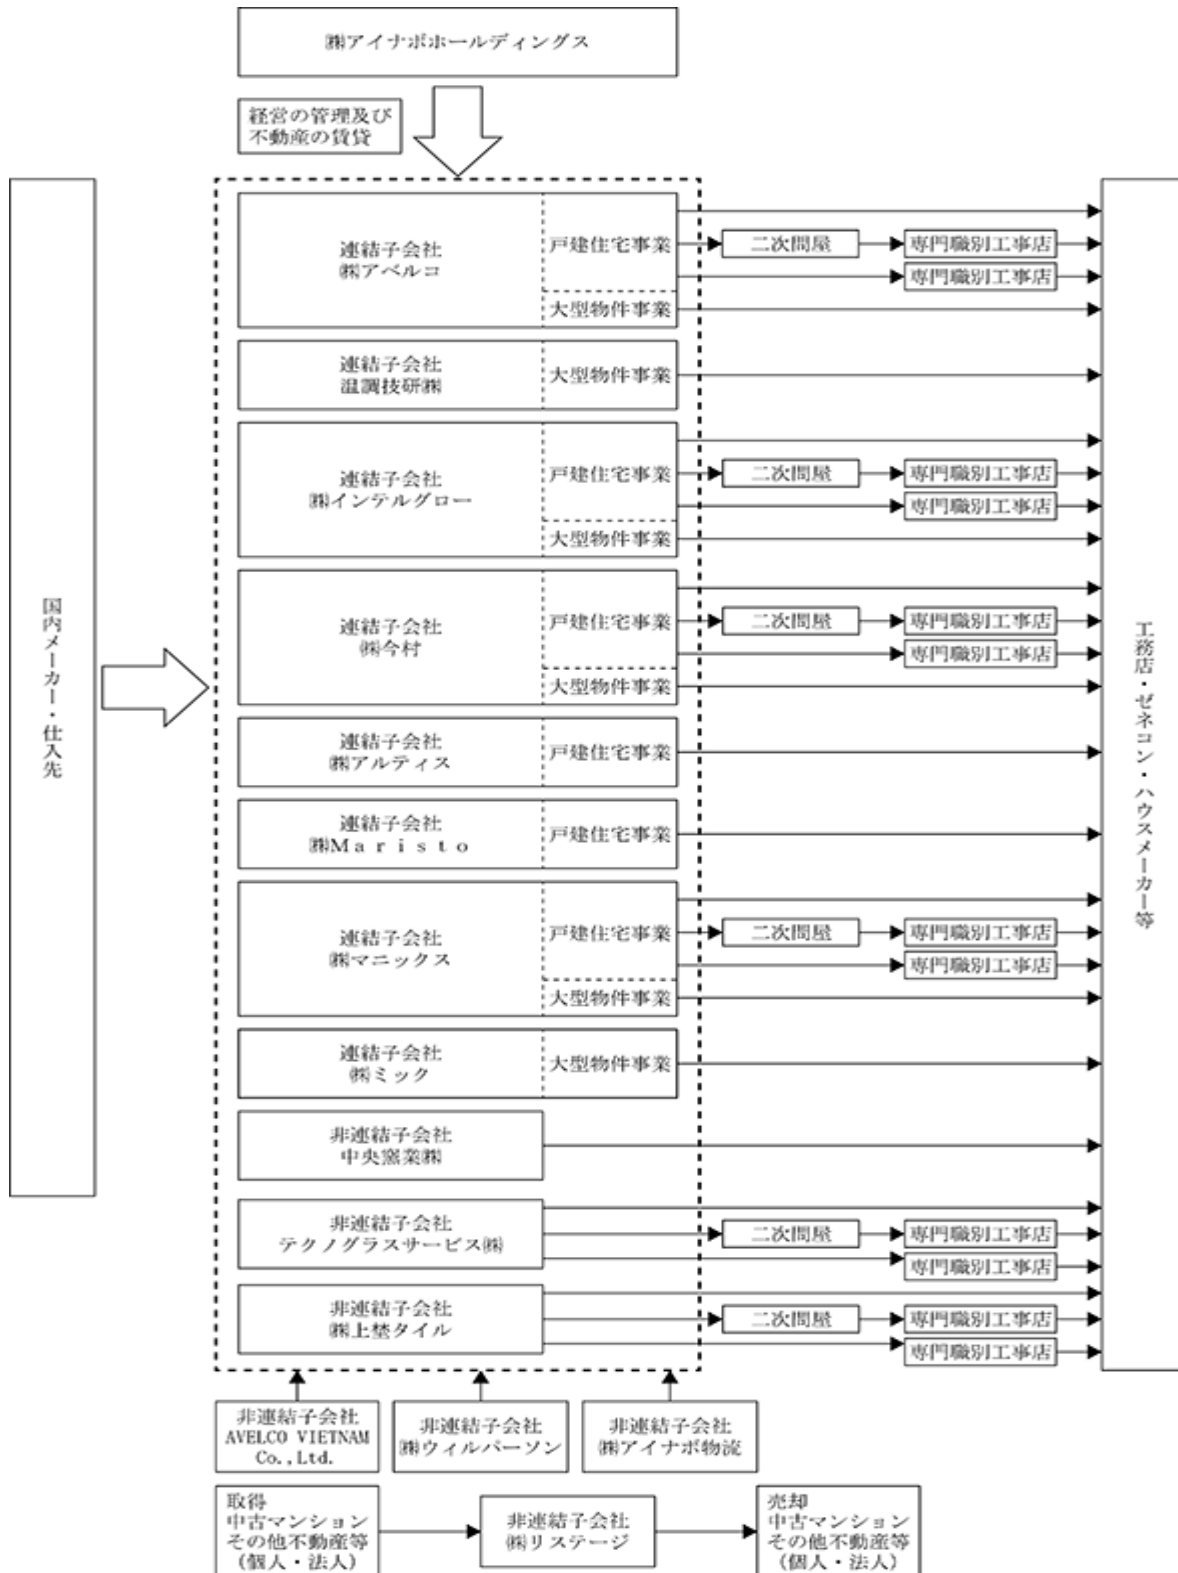 ㈱アイナボホールディングス
経営の管理及び
不動産の賃貸
国内メーカー・仕入先
連結子会社
㈱アベルコ
戸建住宅事業
二次問屋
専門職別工事店
専門職別工事店
大型物件事業
連結子会社
温調技研㈱
大型物件事業
連結子会社
㈱インテルグロー
戸建住宅事業
二次問屋
専門職別工事店
専門職別工事店
大型物件事業
連結子会社
㈱今村
戸建住宅事業
二次問屋
専門職別工事店
専門職別工事店
大型物件事業
連結子会社
㈱アルティス
戸建住宅事業
連結子会社
㈱Ｍａｒｉｓｔｏ
戸建住宅事業
連結子会社
㈱マニックス
戸建住宅事業
二次問屋
専門職別工事店
専門職別工事店
大型物件事業
連結子会社
㈱ミック
大型物件事業
非連結子会社
中央窯業㈱
非連結子会社
テクノグラスサービス㈱
二次問屋
専門職別工事店
専門職別工事店
非連結子会社
㈱上埜タイル
二次問屋
専門職別工事店
専門職別工事店
工務店・ゼネコン・ハウスメーカー等
非連結子会社
AVELCO VIETNAM
Co.,Ltd.
非連結子会社
㈱ウィルパーソン
非連結子会社
㈱アイナボ物流
取得
中古マンション
その他不動産等
（個人・法人）
非連結子会社
㈱リステージ
売却
中古マンション
その他不動産等
（個人・法人）